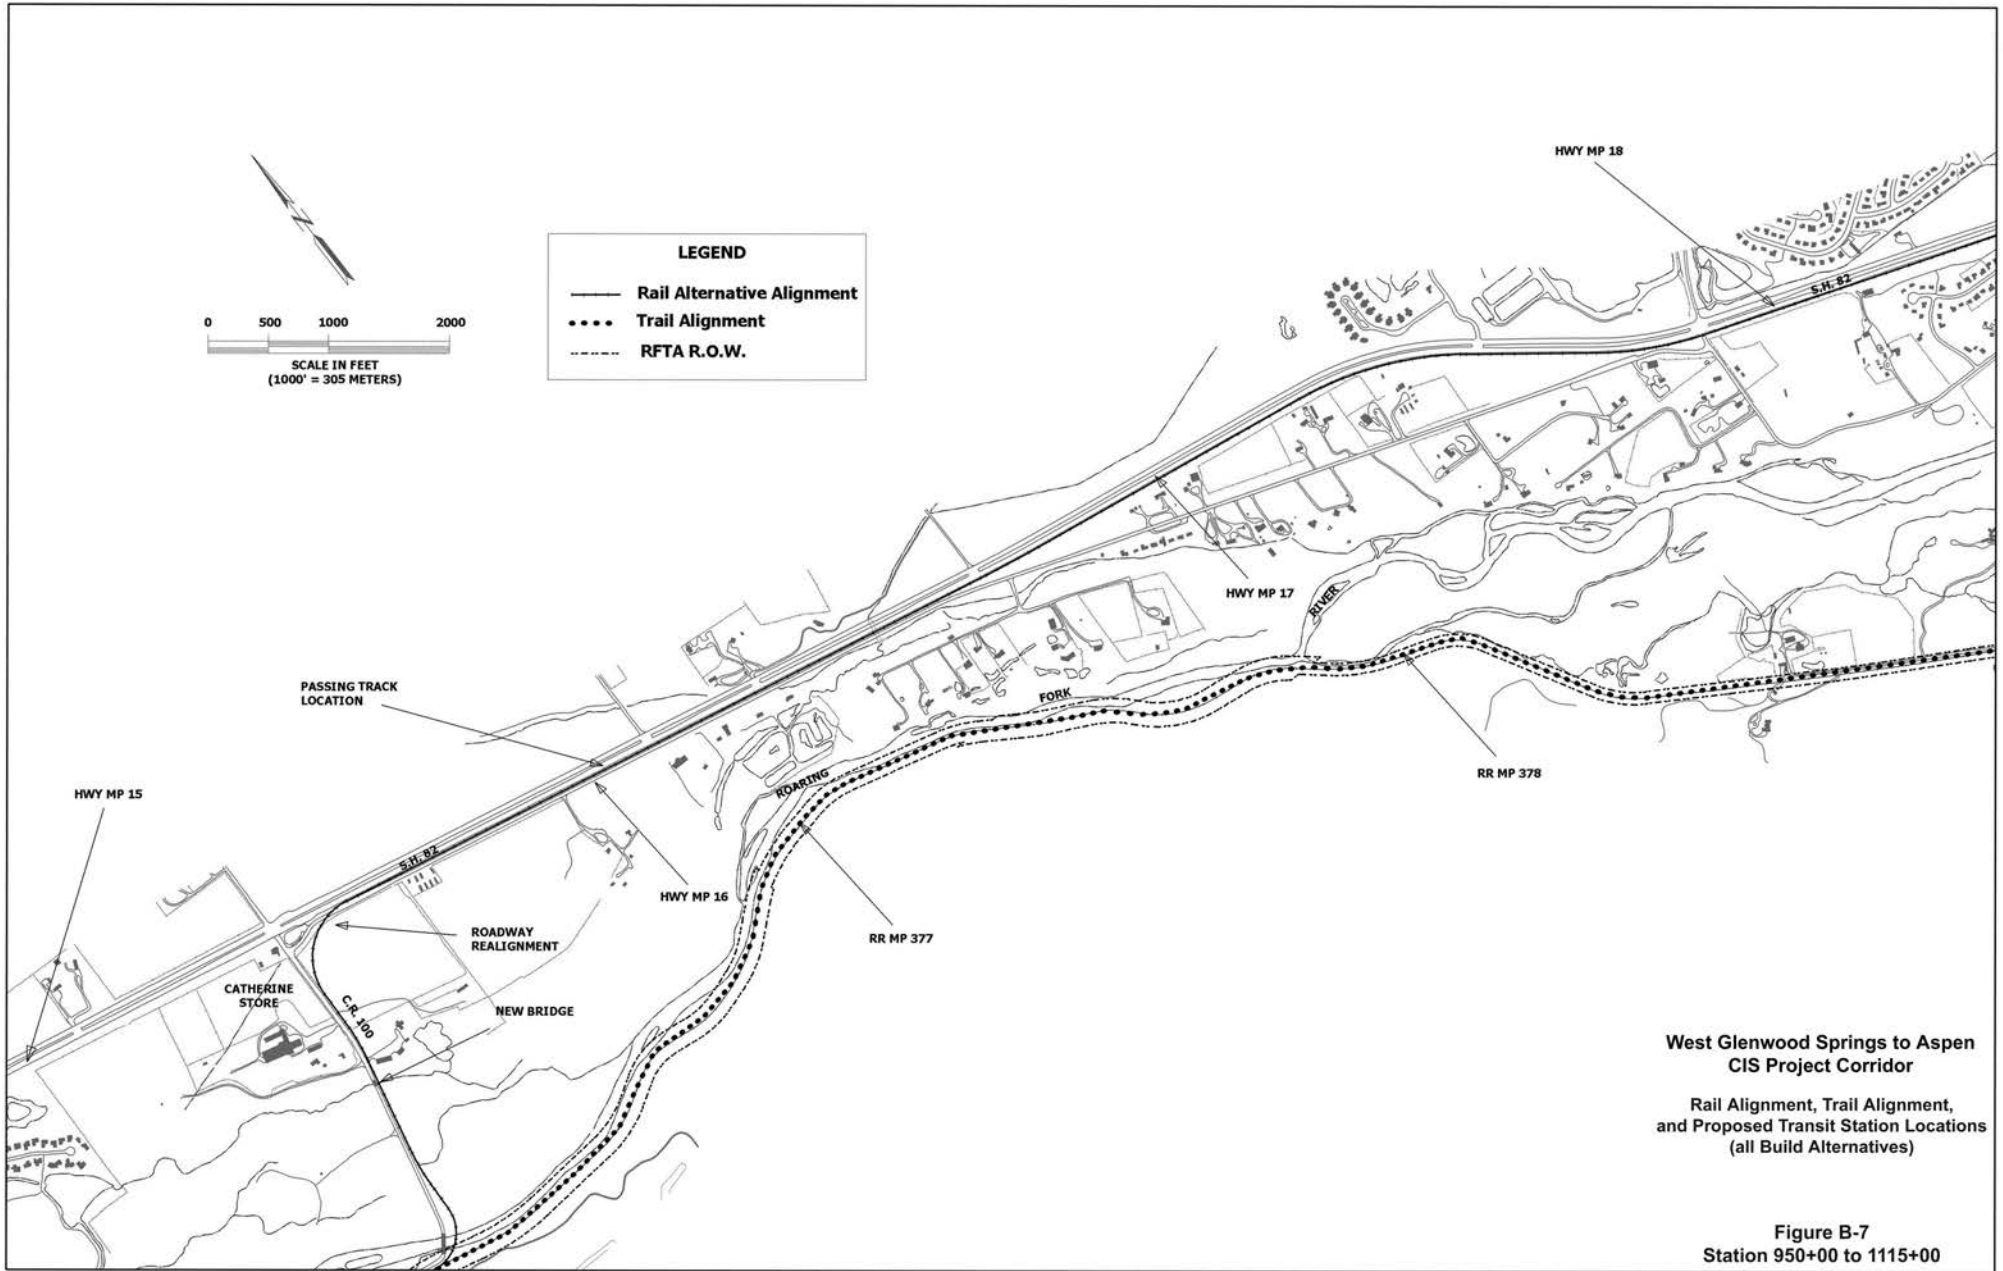 HWY MP 18
S.H. 82
LEGEND
Rail Alternative Alignment
Trail Alignment
RFTA R.O.W.
0 500 1000 2000
SCALE IN FEET
(1000' = 305 METERS)
HWY MP 17
RIVER
PASSING TRACK
LOCATION
FORK
RR MP 378
ROARING
HWY MP 15
S.H. 82
HWY MP 16
RR MP 377
ROADWAY
REALIGNMENT
CATHERINE
STORE
C.R. 100
NEW BRIDGE
West Glenwood Springs to Aspen
CIS Project Corridor
Rail Alignment, Trail Alignment,
and Proposed Transit Station Locations
(all Build Alternatives)
Figure B-7
Station 950+00 to 1115+00